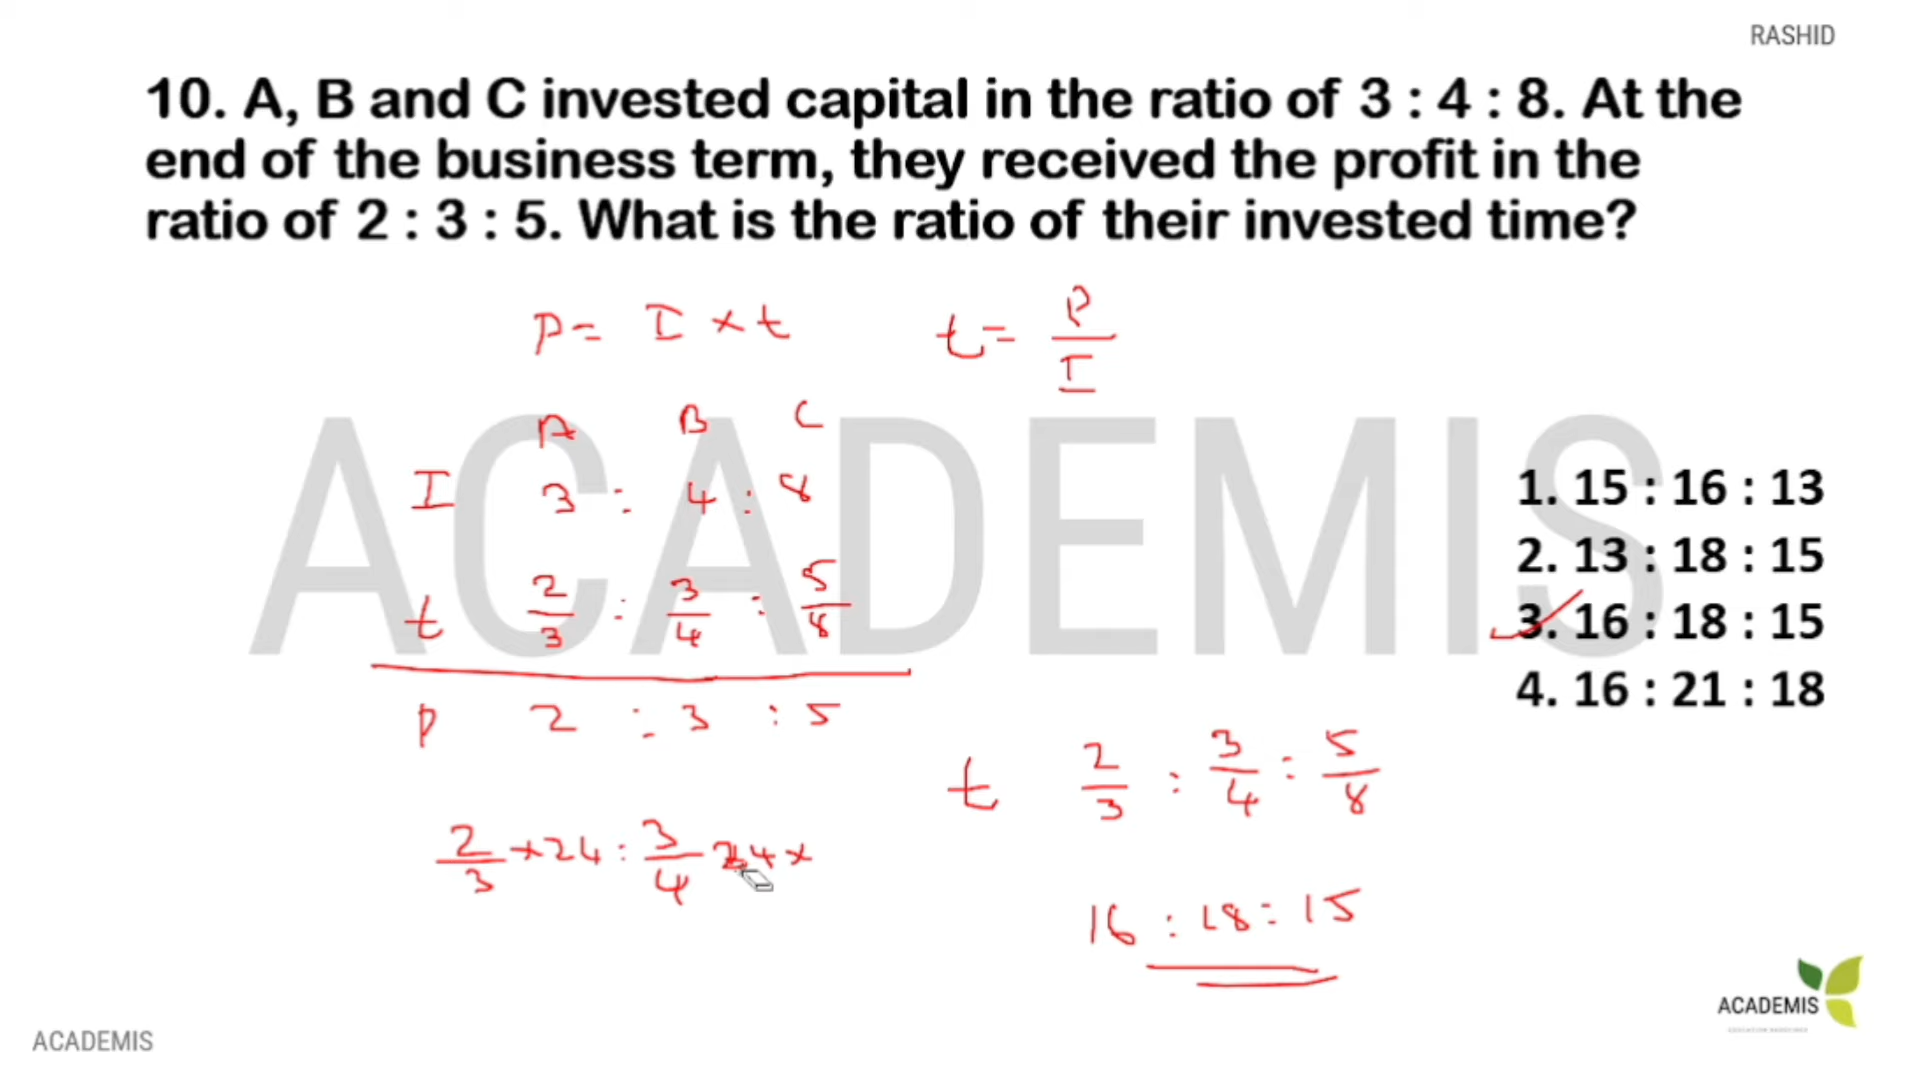 RASHID
10. A, B and C invested capital in the ratio of 3 : 4 : 8. At the
end of the business term, they received the profit in the
ratio of 2 : 3 : 5. What is the ratio of their invested time?
P = I × t
t = P/I
ACADEMIS
A B C
I 3 : 4 : 8
t 2/3 : 3/4 : 5/8
P 2 : 3 : 5
1. 15 : 16 : 13
2. 13 : 18 : 15
3. 16 : 18 : 15
4. 16 : 21 : 18
t 2/3 : 3/4 : 5/8
2/3 × 24 : 3/4 24 ×
16 : 18 : 15
ACADEMIS
ACADEMIS